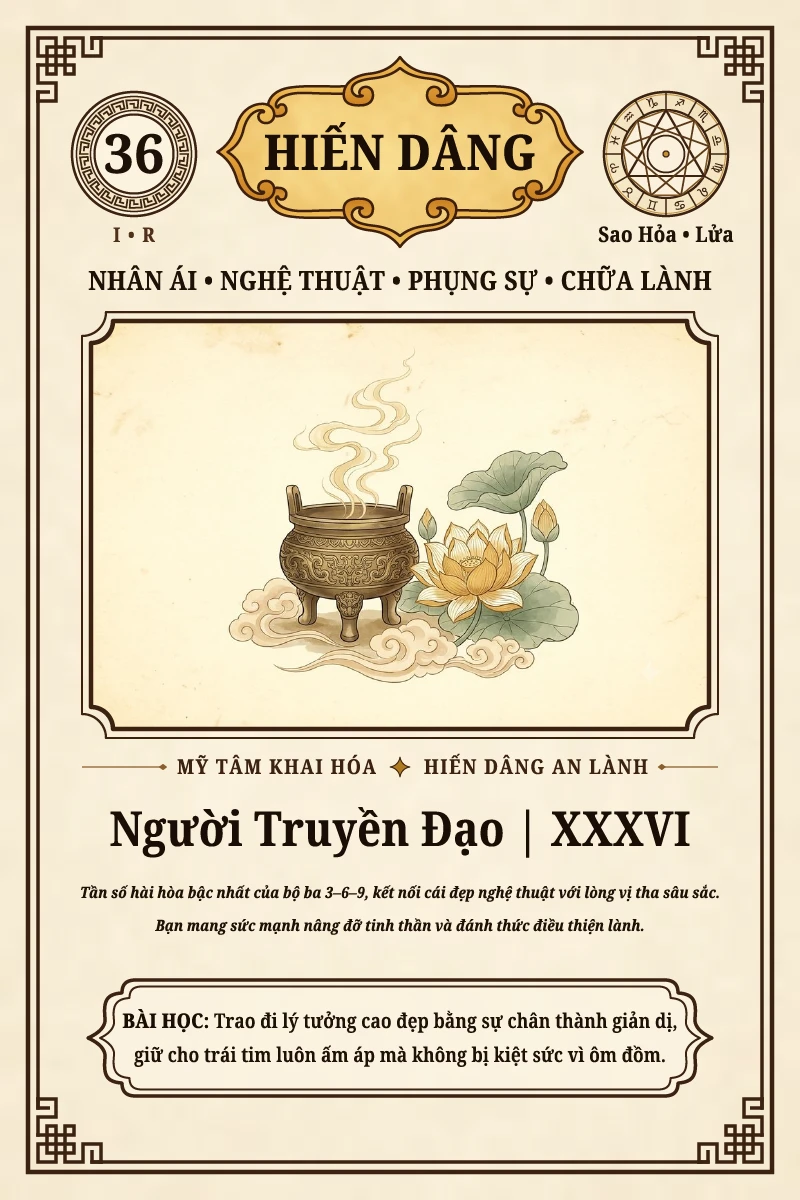 36
HIẾN DÂNG
I • R
Sao Hỏa • Lửa
NHÂN ÁI • NGHỆ THUẬT • PHỤNG SỰ • CHỮA LÀNH
MỸ TÂM KHAI HÓA ✦ HIẾN DÂNG AN LÀNH
Người Truyền Đạo | XXXVI
Tần số hài hòa bậc nhất của bộ ba 3–6–9, kết nối cái đẹp nghệ thuật với lòng vị tha sâu sắc.
Bạn mang sức mạnh nâng đỡ tinh thần và đánh thức điều thiện lành.
BÀI HỌC: Trao đi lý tưởng cao đẹp bằng sự chân thành giản dị,
giữ cho trái tim luôn ấm áp mà không bị kiệt sức vì ôm đồm.